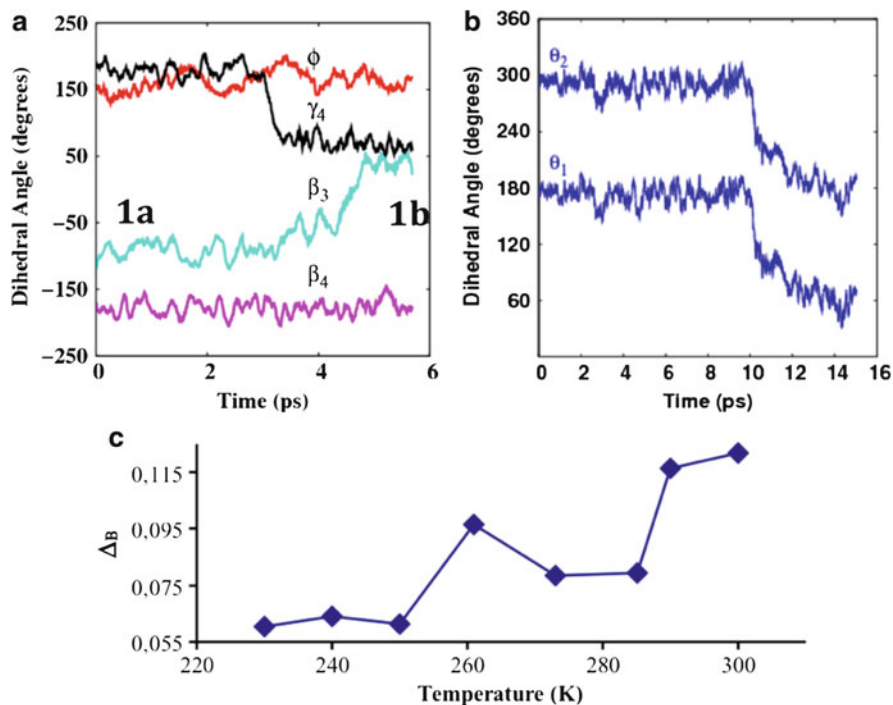 a
250
150
50
−50
−150
−250
Dihedral Angle (degrees)
ϕ
γ4
β3
1a
1b
β4
0
2
4
6
Time (ps)
b
360
300
240
180
120
60
Dihedral Angle (degrees)
θ2
θ1
0 2 4 6 8 10 12 14 16
Time (ps)
c
0,115
0,095
0,075
0,055
ΔB
220 240 260 280 300
Temperature (K)